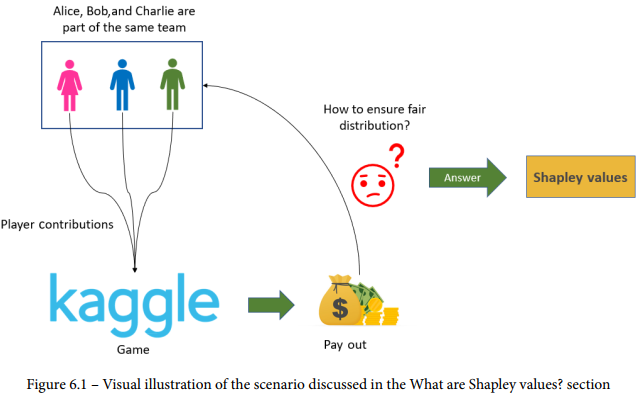 Alice, Bob,and Charlie are
part of the same team
How to ensure fair
distribution?
?
Answer
Shapley values
Player contributions
kaggle
$
Game
Pay out
Figure 6.1 – Visual illustration of the scenario discussed in the What are Shapley values? section